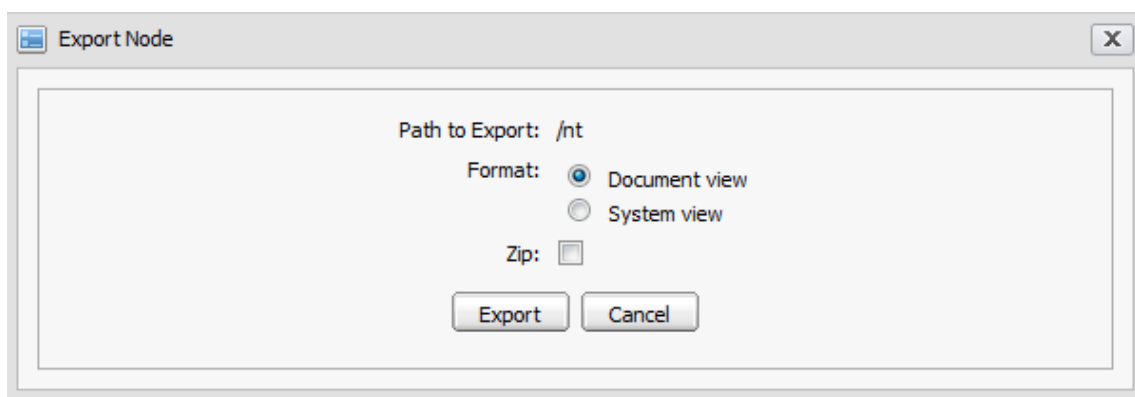 Export Node
X
Path to Export: /nt
Format: Document view
System view
Zip:
Export Cancel